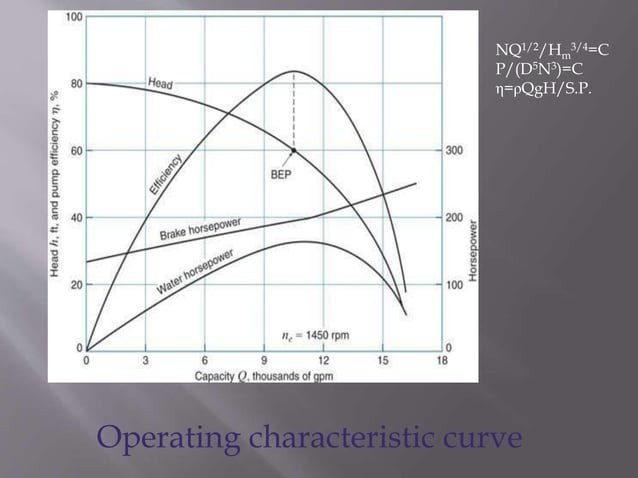 NQ1/2/Hm3/4=C
P/(D5N3)=C
η=ρQgH/S.P.
100
80
60
40
20
0
Head h, ft, and pump efficiency η, %
Head
Efficiency
BEP
Brake horsepower
Water horsepower
ne = 1450 rpm
300
200
100
0
Horsepower
0 3 6 9 12 15 18
Capacity Q, thousands of gpm
Operating characteristic curve